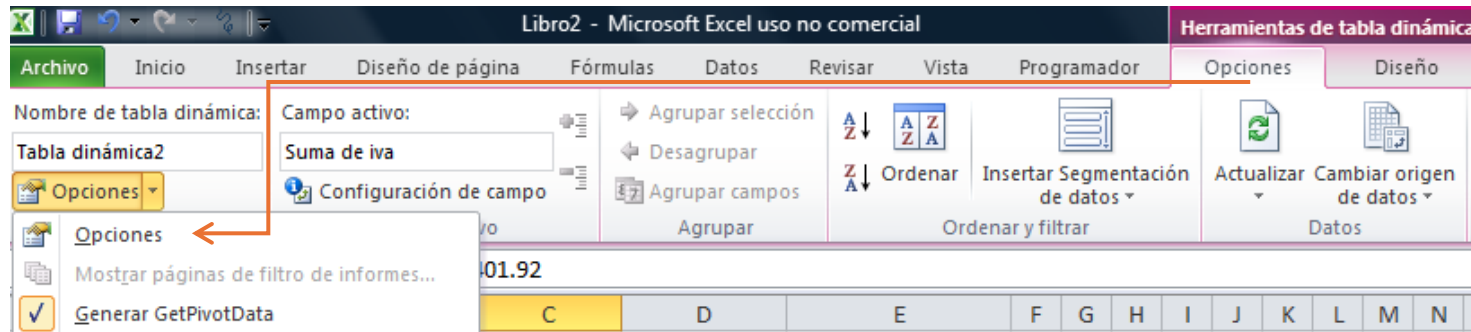 Libro2 - Microsoft Excel uso no comercial
Herramientas de tabla dinámica
Archivo Inicio Insertar Diseño de página Fórmulas Datos Revisar Vista Programador Opciones Diseño
Nombre de tabla dinámica:
Tabla dinámica2
Opciones
Campo activo:
Suma de iva
Configuración de campo
vo
Agrupar selección
Desagrupar
Agrupar campos
Agrupar
Ordenar
Insertar Segmentación
de datos
Ordenar y filtrar
Actualizar
Cambiar origen
de datos
Datos
Opciones
Mostrar páginas de filtro de informes...
Generar GetPivotData
401.92
C D E F G H I J K L M N